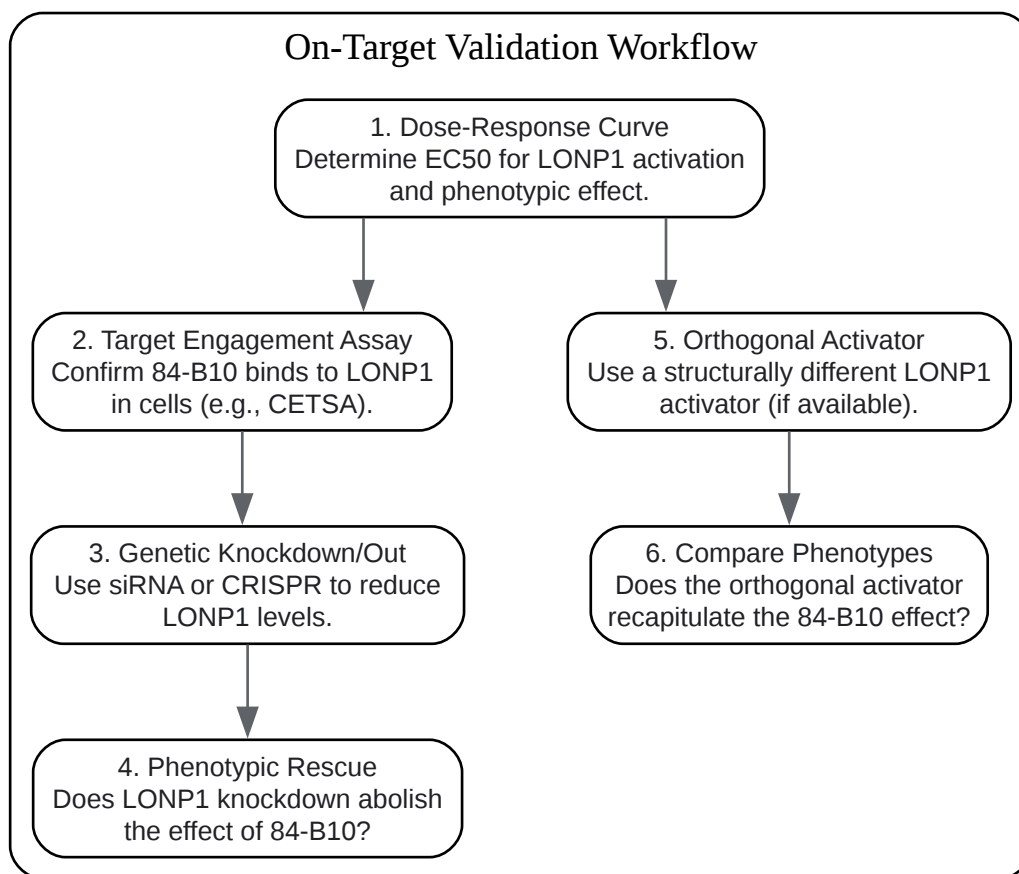 On-Target Validation Workflow
1. Dose-Response Curve
Determine EC50 for LONP1 activation
and phenotypic effect.
2. Target Engagement Assay
Confirm 84-B10 binds to LONP1
in cells (e.g., CETSA).
3. Genetic Knockdown/Out
Use siRNA or CRISPR to reduce
LONP1 levels.
4. Phenotypic Rescue
Does LONP1 knockdown abolish
the effect of 84-B10?
5. Orthogonal Activator
Use a structurally different LONP1
activator (if available).
6. Compare Phenotypes
Does the orthogonal activator
recapitulate the 84-B10 effect?